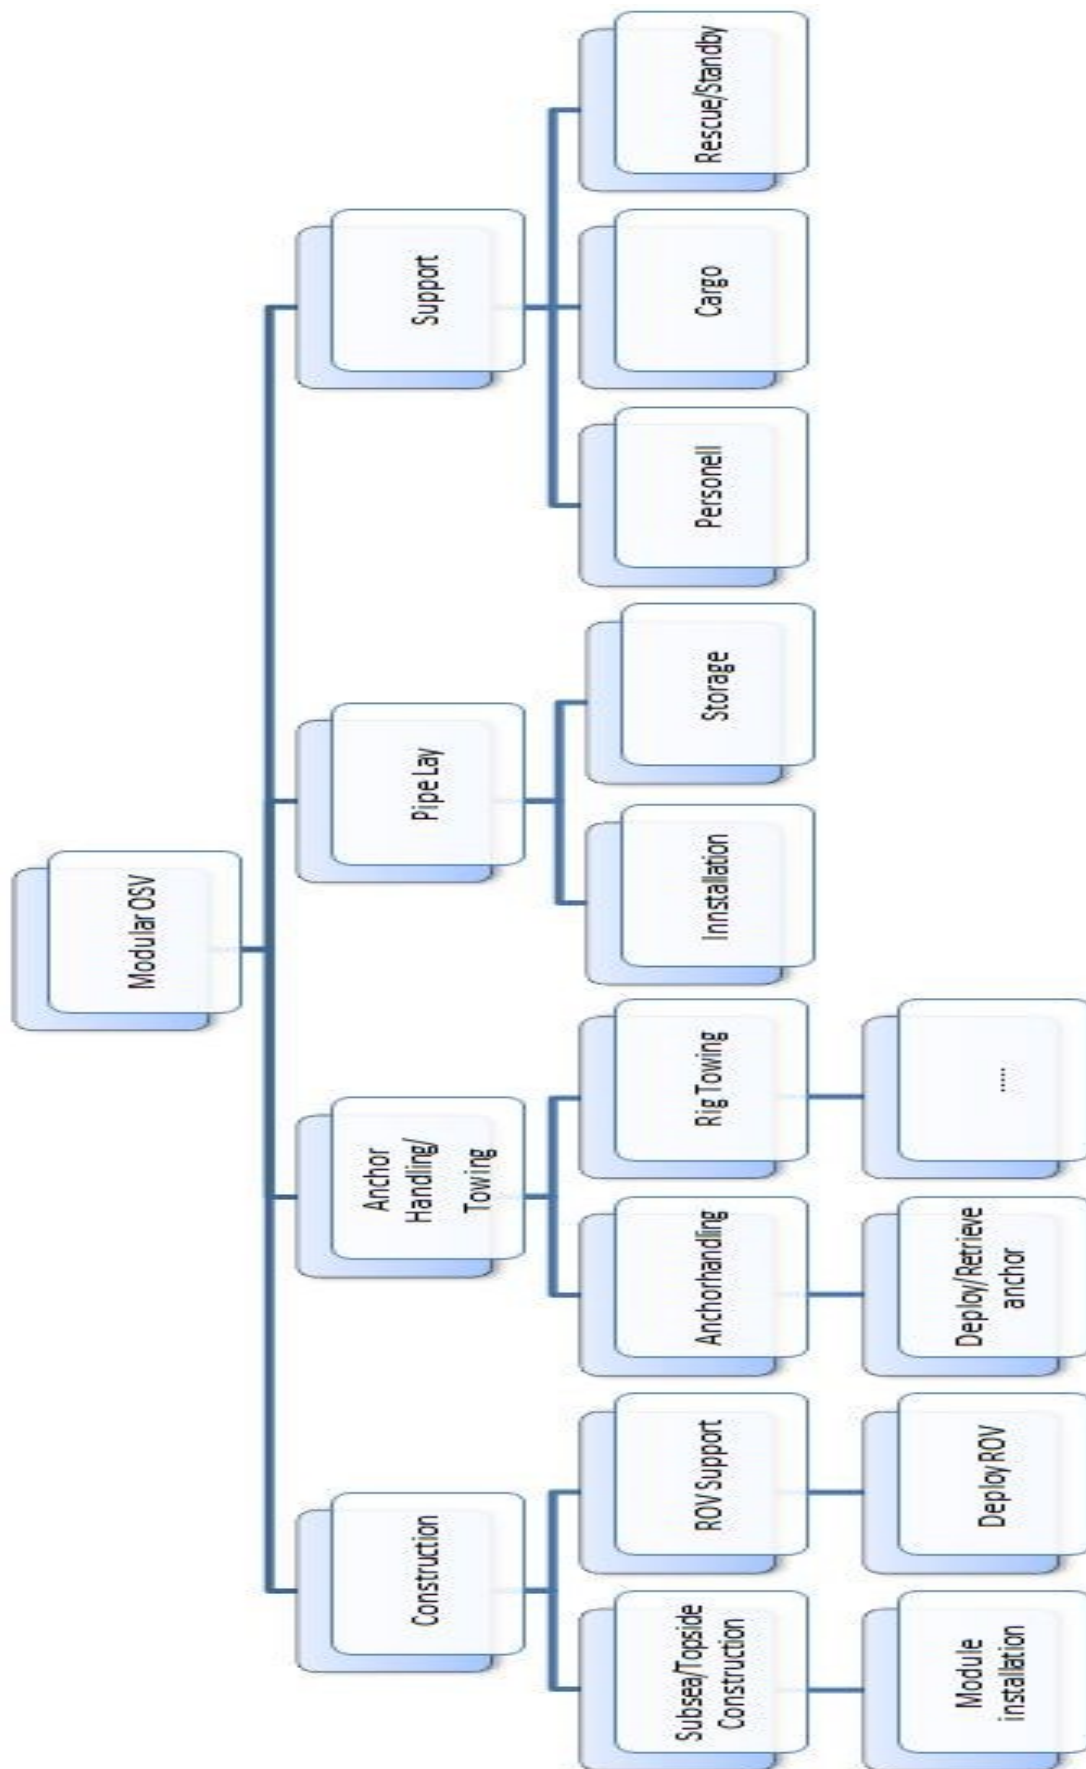 Modular OSV
Construction
Anchor
Handling/
Towing
Pipe Lay
Support
Subsea/Topside
Construction
ROV Support
Anchorhandling
Rig Towing
Innstallation
Storage
Personell
Cargo
Rescue/Standby
Module
installation
Deploy ROV
Deploy/Retrieve
anchor
.....